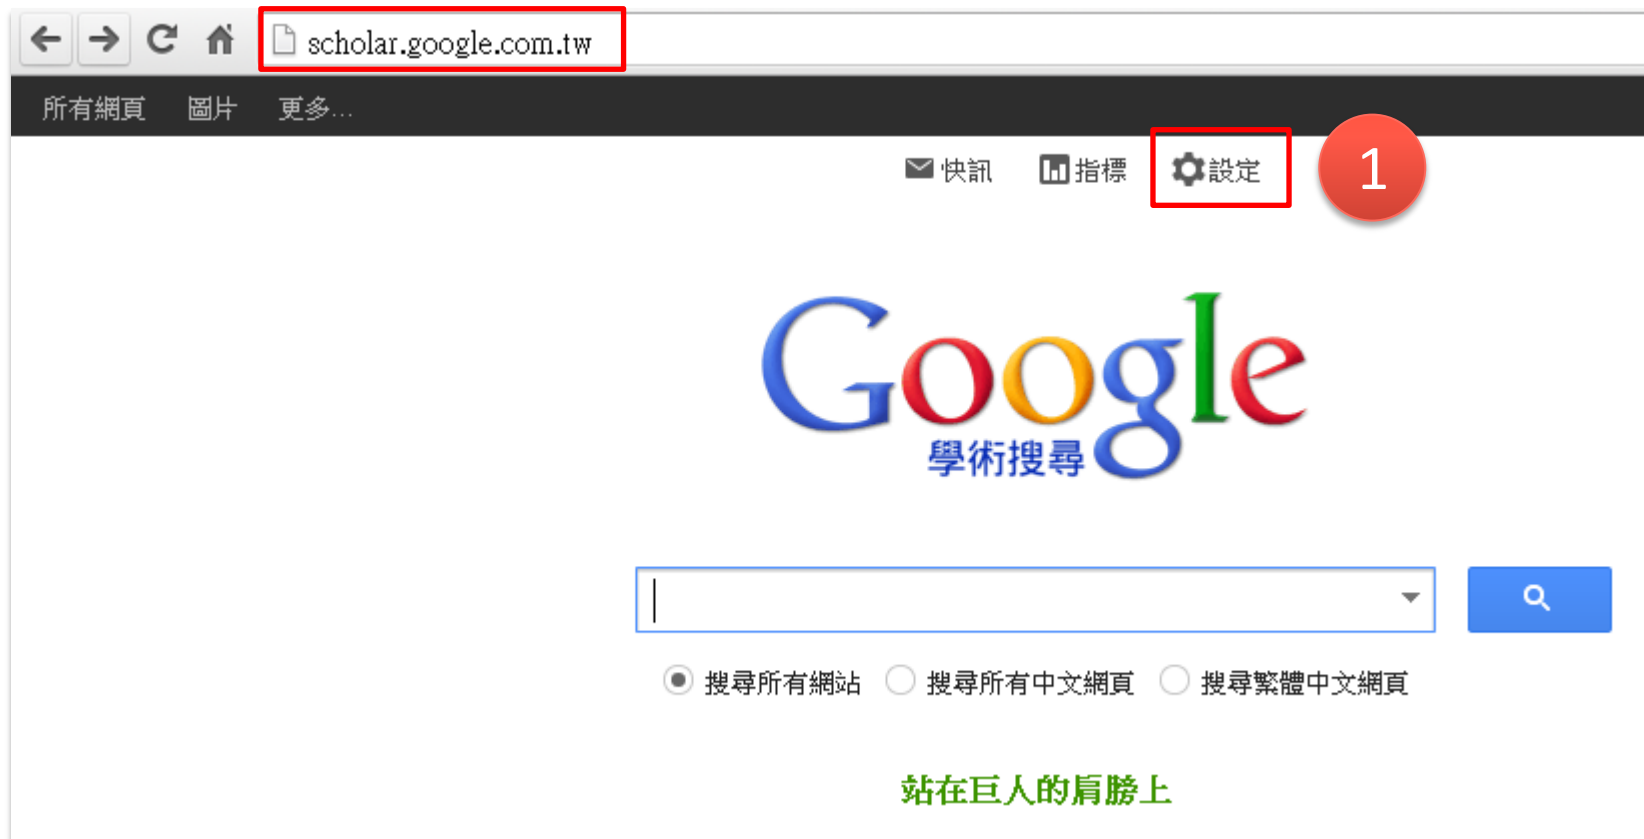 scholar.google.com.tw
所有網頁 圖片 更多...
快訊 指標 設定 1
Google
學術搜尋
搜尋所有網站 搜尋所有中文網頁 搜尋繁體中文網頁
站在巨人的肩膀上